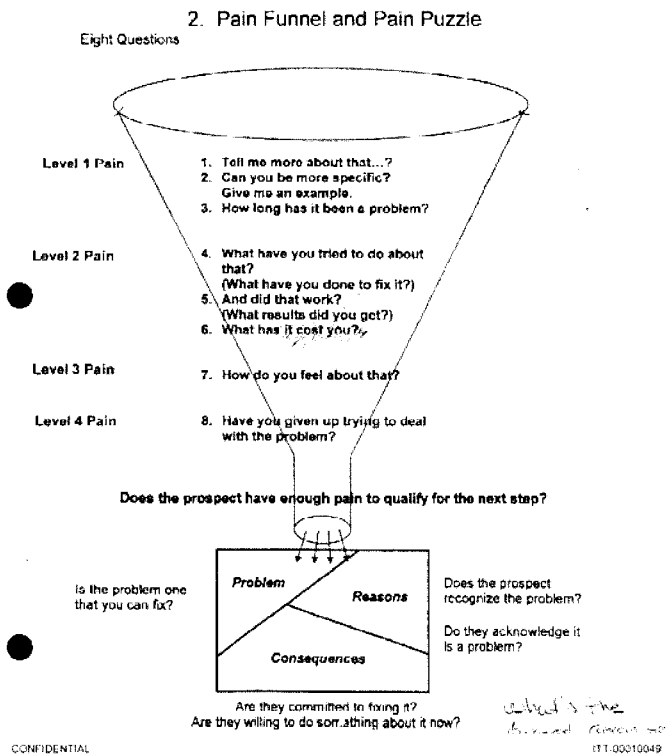 2. Pain Funnel and Pain Puzzle
Eight Questions
Level 1 Pain
1. Tell me more about that...?
2. Can you be more specific?
Give me an example.
3. How long has it been a problem?
Level 2 Pain
4. What have you tried to do about
that?
(What have you done to fix it?)
5. And did that work?
(What results did you get?)
6. What has it cost you?
Level 3 Pain
7. How do you feel about that?
Level 4 Pain
8. Have you given up trying to deal
with the problem?
Does the prospect have enough pain to qualify for the next step?
Problem
Reasons
Consequences
Is the problem one
that you can fix?
Does the prospect
recognize the problem?
Do they acknowledge it
is a problem?
Are they committed to fixing it?
Are they willing to do something about it now?
what's the
CONFIDENTIAL
ITT-00010049